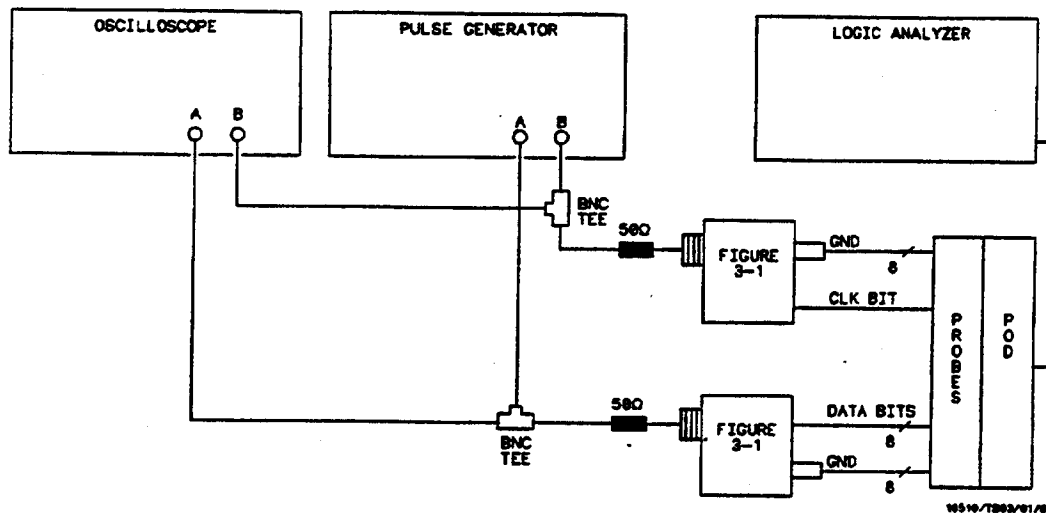 OSCILLOSCOPE
PULSE GENERATOR
LOGIC ANALYZER
A
B
A
B
BNC
TEE
50Ω
FIGURE
3-1
GND
8
CLK BIT
PROBES
POD
BNC
TEE
50Ω
FIGURE
3-1
DATA BITS
8
GND
8